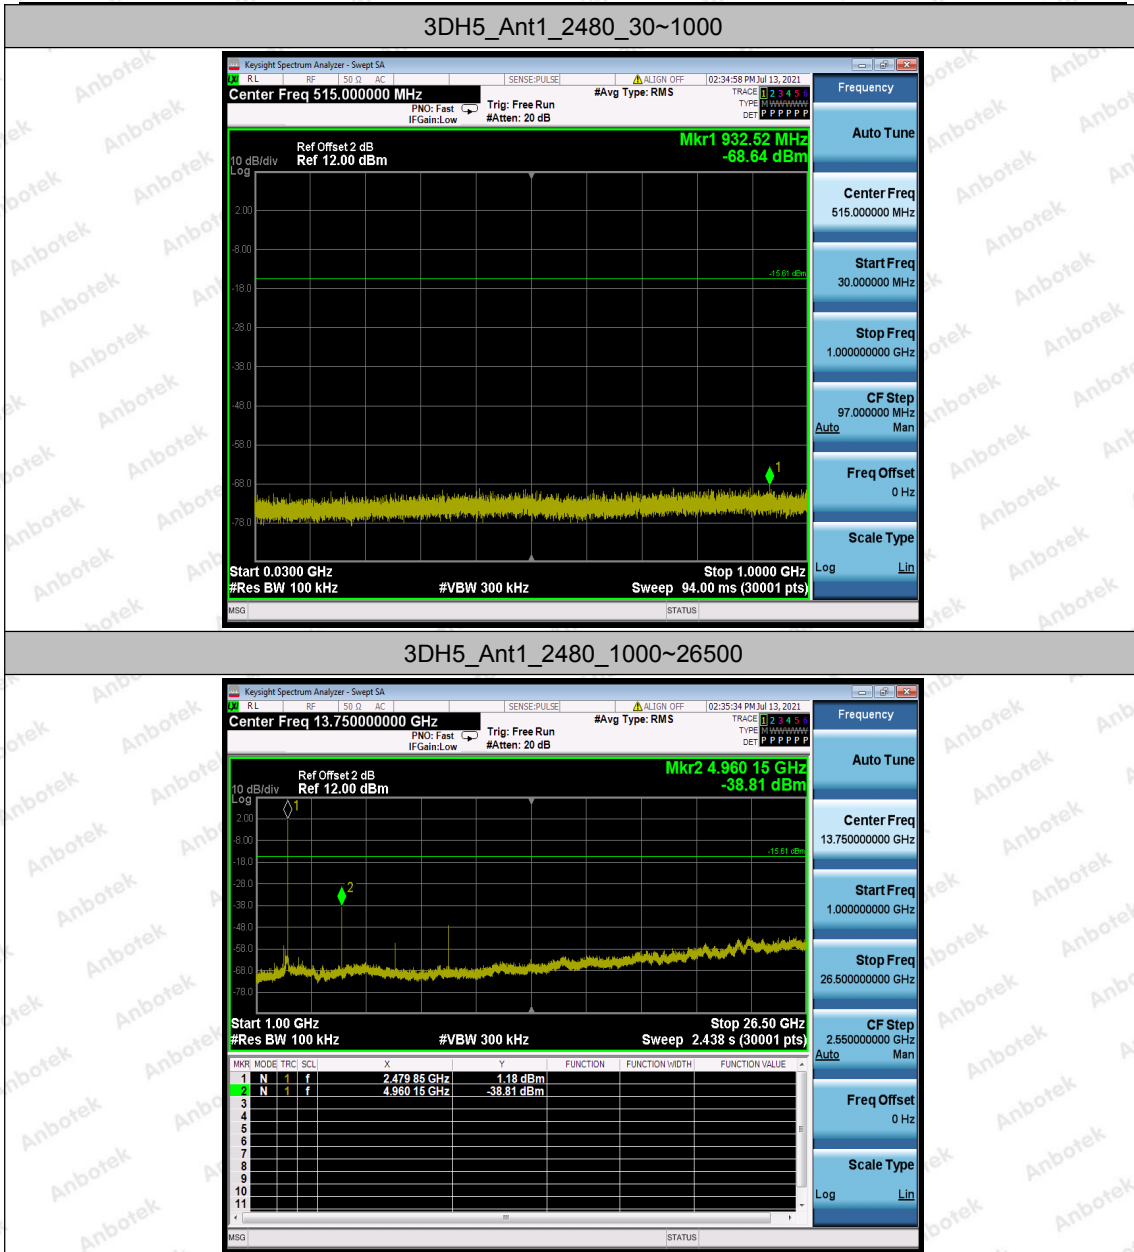 3DH5_Ant1_2480_30~1000
Keysight Spectrum Analyzer - Swept SA
RL RF 50 Ω AC SENSE:PULSE ALIGN OFF 02:34:58 PM Jul 13, 2021
Center Freq 515.000000 MHz #Avg Type: RMS TRACE 1 2 3 4 5 6
PNO: Fast Trig: Free Run TYPE M WWWWW
IFGain:Low #Atten: 20 dB DET P P P P P P
Mkr1 932.52 MHz
-68.64 dBm
Ref Offset 2 dB
10 dB/div Ref 12.00 dBm
Log
2.00
-8.00
-15.61 dBm
-18.0
-28.0
-38.0
-48.0
-58.0
1
-68.0
-78.0
Start 0.0300 GHz Stop 1.0000 GHz
#Res BW 100 kHz #VBW 300 kHz Sweep 94.00 ms (30001 pts)
MSG STATUS
Frequency
Auto Tune
Center Freq
515.000000 MHz
Start Freq
30.000000 MHz
Stop Freq
1.000000000 GHz
CF Step
97.000000 MHz
Auto Man
Freq Offset
0 Hz
Scale Type
Log Lin
3DH5_Ant1_2480_1000~26500
Keysight Spectrum Analyzer - Swept SA
RL RF 50 Ω AC SENSE:PULSE ALIGN OFF 02:35:34 PM Jul 13, 2021
Center Freq 13.750000000 GHz #Avg Type: RMS TRACE 1 2 3 4 5 6
PNO: Fast Trig: Free Run TYPE M WWWWW
IFGain:Low #Atten: 20 dB DET P P P P P P
Mkr2 4.960 15 GHz
-38.81 dBm
Ref Offset 2 dB
10 dB/div Ref 12.00 dBm
Log
1
2.00
-8.00
-15.61 dBm
-18.0
-28.0
2
-38.0
-48.0
-58.0
-68.0
-78.0
Start 1.00 GHz Stop 26.50 GHz
#Res BW 100 kHz #VBW 300 kHz Sweep 2.438 s (30001 pts)
MKR MODE TRC SCL X Y FUNCTION FUNCTION WIDTH FUNCTION VALUE
1 N 1 f 2.479 85 GHz 1.18 dBm
2 N 1 f 4.960 15 GHz -38.81 dBm
3
4
5
6
7
8
9
10
11
MSG STATUS
Frequency
Auto Tune
Center Freq
13.750000000 GHz
Start Freq
1.000000000 GHz
Stop Freq
26.500000000 GHz
CF Step
2.550000000 GHz
Auto Man
Freq Offset
0 Hz
Scale Type
Log Lin
Anbotek